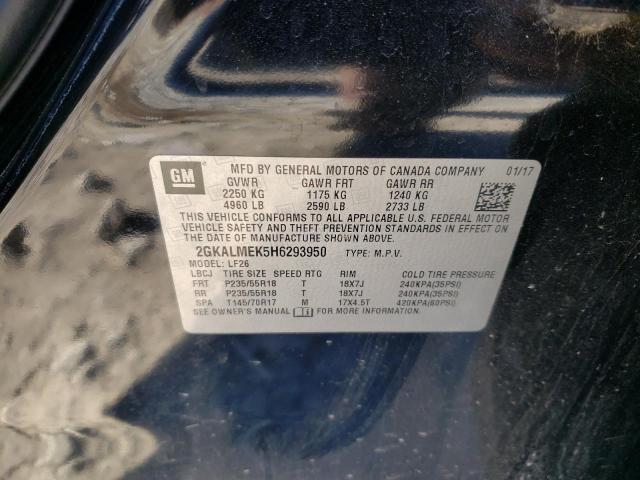 GM
MFD BY GENERAL MOTORS OF CANADA COMPANY 01/17
GVWR GAWR FRT GAWR RR
2250 KG 1175 KG 1240 KG
4960 LB 2590 LB 2733 LB
THIS VEHICLE CONFORMS TO ALL APPLICABLE U.S. FEDERAL MOTOR
VEHICLE SAFETY AND THEFT PREVENTION STANDARDS IN EFFECT
ON THE DATE OF MANUFACTURE SHOWN ABOVE.
2GKALMEK5H6293950 TYPE: M.P.V.
MODEL: LF26
LBCJ TIRE SIZE SPEED RTG RIM COLD TIRE PRESSURE
FRT P235/55R18 T 18X7J 240KPA(35PSI)
RR P235/55R18 T 18X7J 240KPA(35PSI)
SPA T145/70R17 M 17X4.5T 420KPA(60PSI)
SEE OWNER'S MANUAL FOR MORE INFORMATION